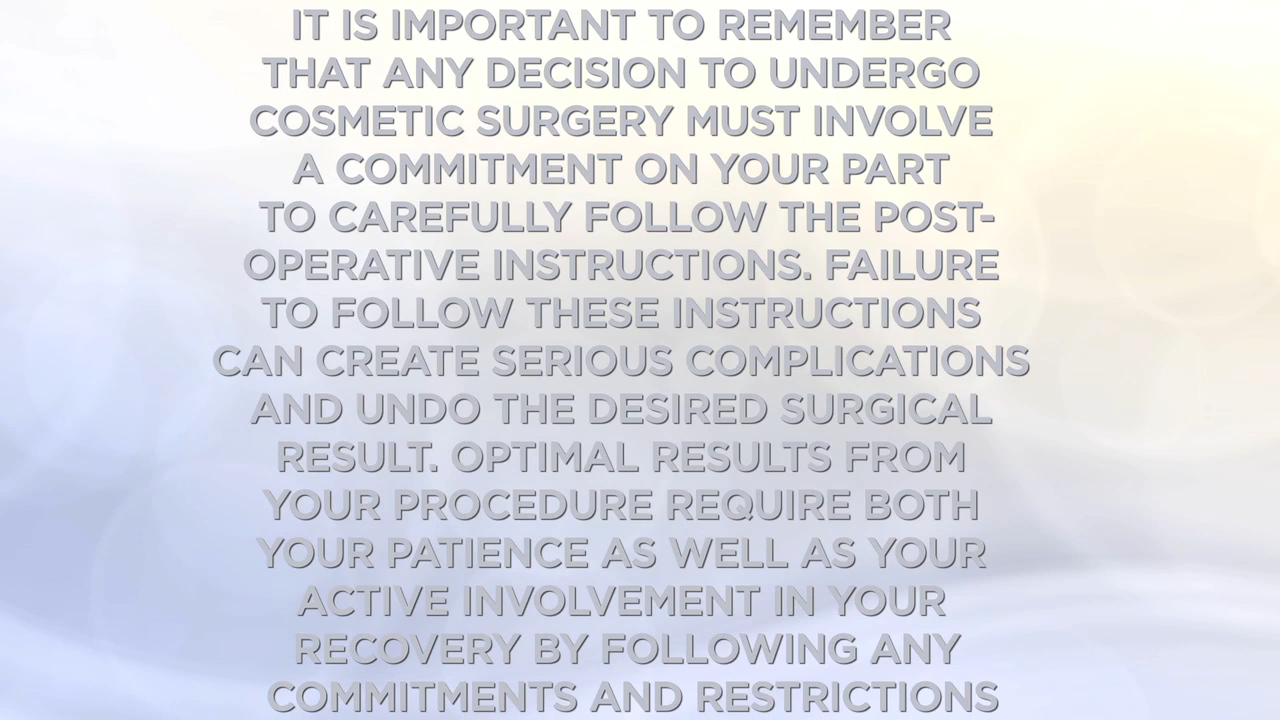 IT IS IMPORTANT TO REMEMBER
THAT ANY DECISION TO UNDERGO
COSMETIC SURGERY MUST INVOLVE
A COMMITMENT ON YOUR PART
TO CAREFULLY FOLLOW THE POST-
OPERATIVE INSTRUCTIONS. FAILURE
TO FOLLOW THESE INSTRUCTIONS
CAN CREATE SERIOUS COMPLICATIONS
AND UNDO THE DESIRED SURGICAL
RESULT. OPTIMAL RESULTS FROM
YOUR PROCEDURE REQUIRE BOTH
YOUR PATIENCE AS WELL AS YOUR
ACTIVE INVOLVEMENT IN YOUR
RECOVERY BY FOLLOWING ANY
COMMITMENTS AND RESTRICTIONS